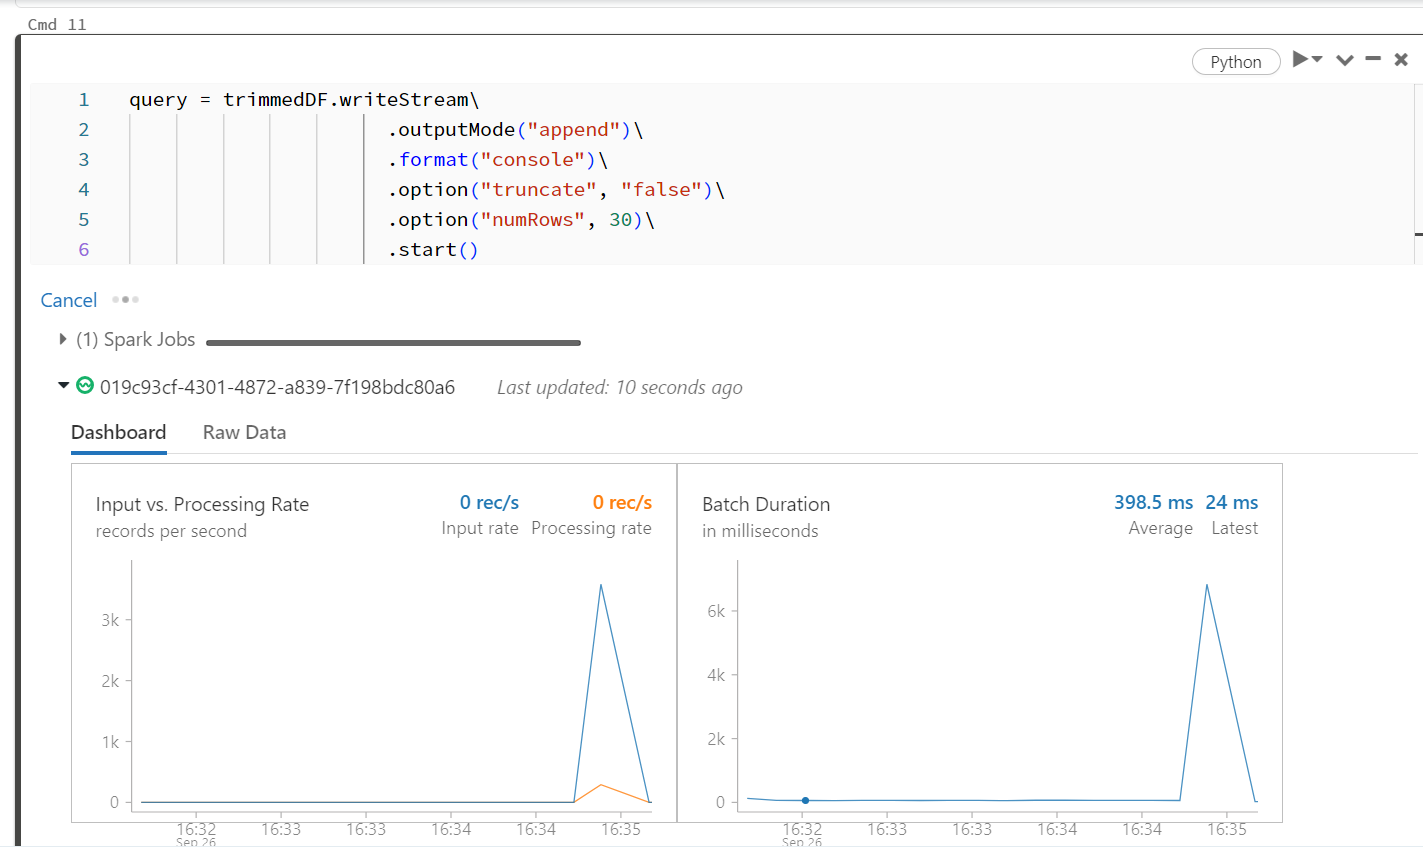 Cmd 11
Python
1 query = trimmedDF.writeStream\
2 .outputMode("append")\
3 .format("console")\
4 .option("truncate", "false")\
5 .option("numRows", 30)\
6 .start()
Cancel
(1) Spark Jobs
019c93cf-4301-4872-a839-7f198bdc80a6 Last updated: 10 seconds ago
Dashboard Raw Data
Input vs. Processing Rate 0 rec/s 0 rec/s
records per second Input rate Processing rate
3k
2k
1k
0
16:32 16:33 16:33 16:34 16:34 16:35
Sep 26
Batch Duration 398.5 ms 24 ms
in milliseconds Average Latest
6k
4k
2k
0
16:32 16:33 16:33 16:34 16:34 16:35
Sep 26